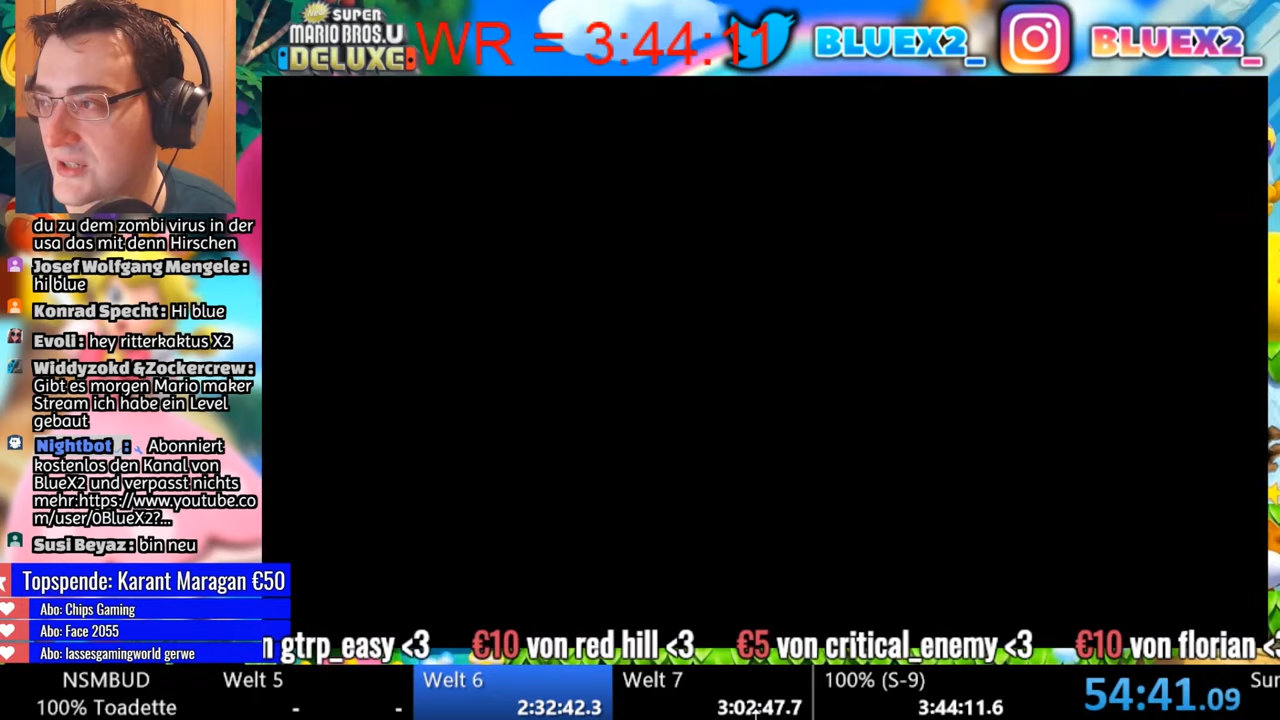 New
SUPER
MARIO BROS.U
DELUXE
WR = 3:44:11
BLUEX2_
BLUEX2_
du zu dem zombi virus in der
usa das mit denn Hirschen
Josef Wolfgang Mengele :
hi blue
Konrad Specht : Hi blue
Evoli : hey ritterkaktus X2
Widdyzokd &Zockercrew :
Gibt es morgen Mario maker
Stream ich habe ein Level
gebaut
Nightbot : Abonniert
kostenlos den Kanal von
BlueX2 und verpasst nichts
mehr:https://www.youtube.co
m/user/0BlueX2?...
Susi Beyaz : bin neu
Topspende: Karant Maragan €50
Abo: Chips Gaming
Abo: Face 2055
Abo: lassesgamingworld gerwe
n gtrp_easy <3 €10 von red hill <3 €5 von critical_enemy <3 €10 von florian <3
NSMBUD Welt 5 Welt 6 Welt 7 100% (S-9) Sur
100% Toadette - - 2:32:42.3 3:02:47.7 3:44:11.6
54:41.09